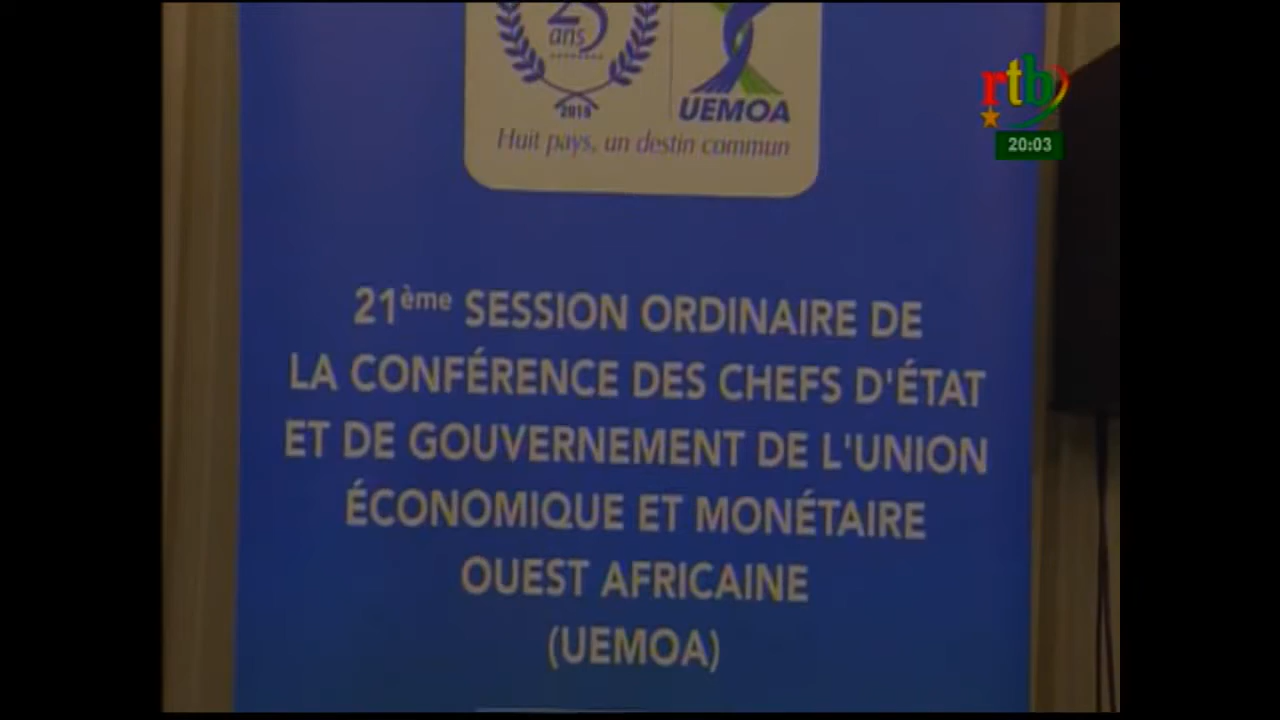 25
ans
2019
UEMOA
Huit pays, un destin commun
rtb
20:03
21ème SESSION ORDINAIRE DE
LA CONFÉRENCE DES CHEFS D'ÉTAT
ET DE GOUVERNEMENT DE L'UNION
ÉCONOMIQUE ET MONÉTAIRE
OUEST AFRICAINE
(UEMOA)